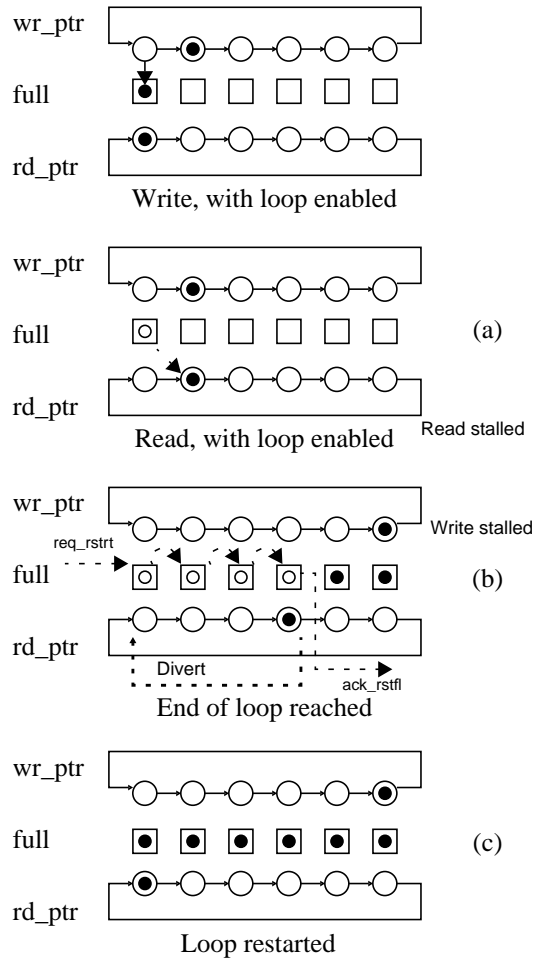 wr_ptr
full
rd_ptr
Write, with loop enabled
wr_ptr
full
(a)
rd_ptr
Read, with loop enabled
Read stalled
wr_ptr
Write stalled
req_rstrt
full
(b)
rd_ptr
Divert
ack_rstfl
End of loop reached
wr_ptr
full
(c)
rd_ptr
Loop restarted